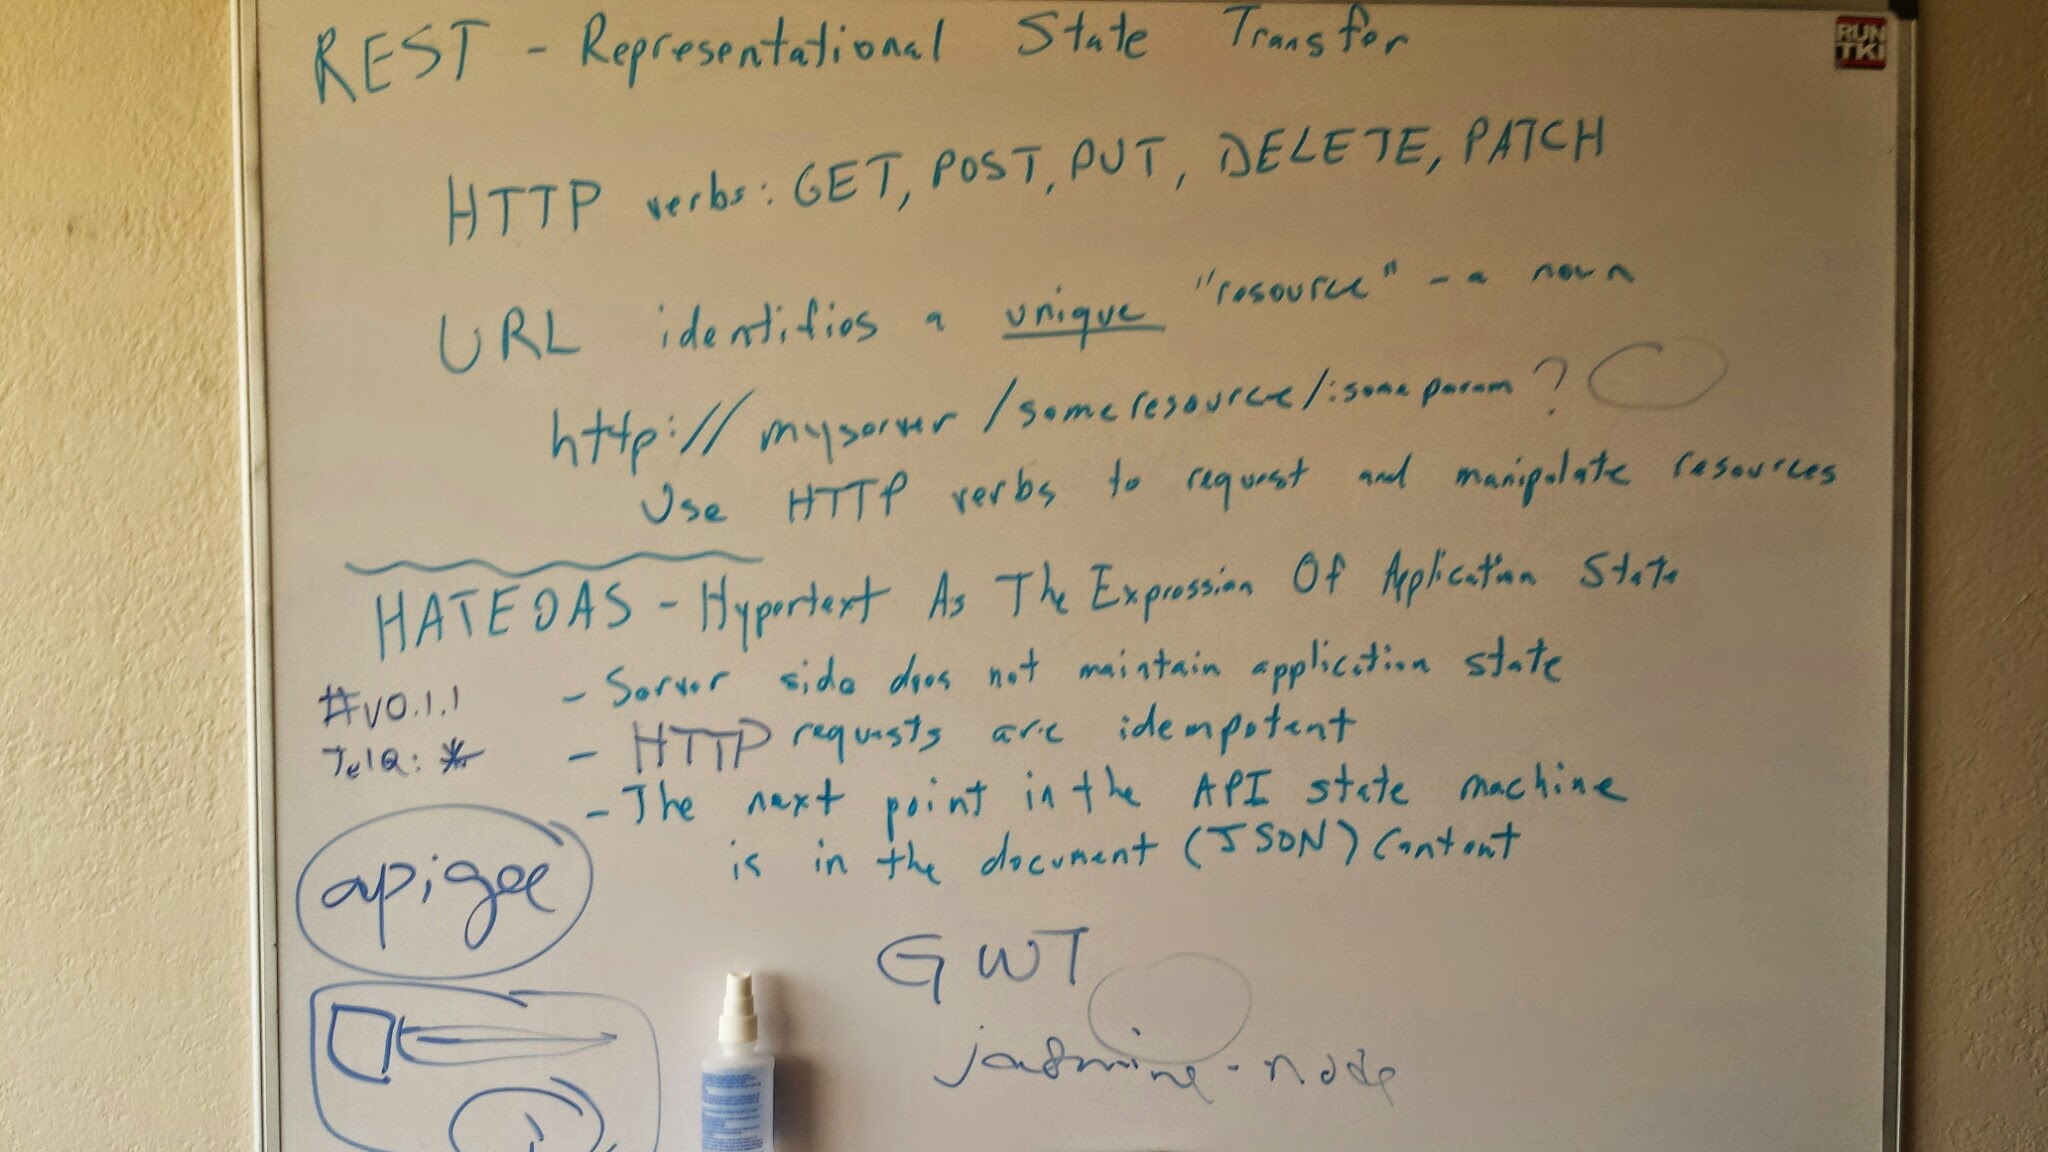 REST - Representational State Transfer
RUN
TKI
HTTP verbs: GET, POST, PUT, DELETE, PATCH
URL identifies a unique "resource" - a noun
http://myserver/someresource/:someparam?
Use HTTP verbs to request and manipulate resources
HATEOAS - Hypertext As The Expression Of Application State
- Server side does not maintain application state
- HTTP requests are idempotent
- The next point in the API state machine
is in the document (JSON) content
#v0.1.1
apigee
GWT
jasmine-node